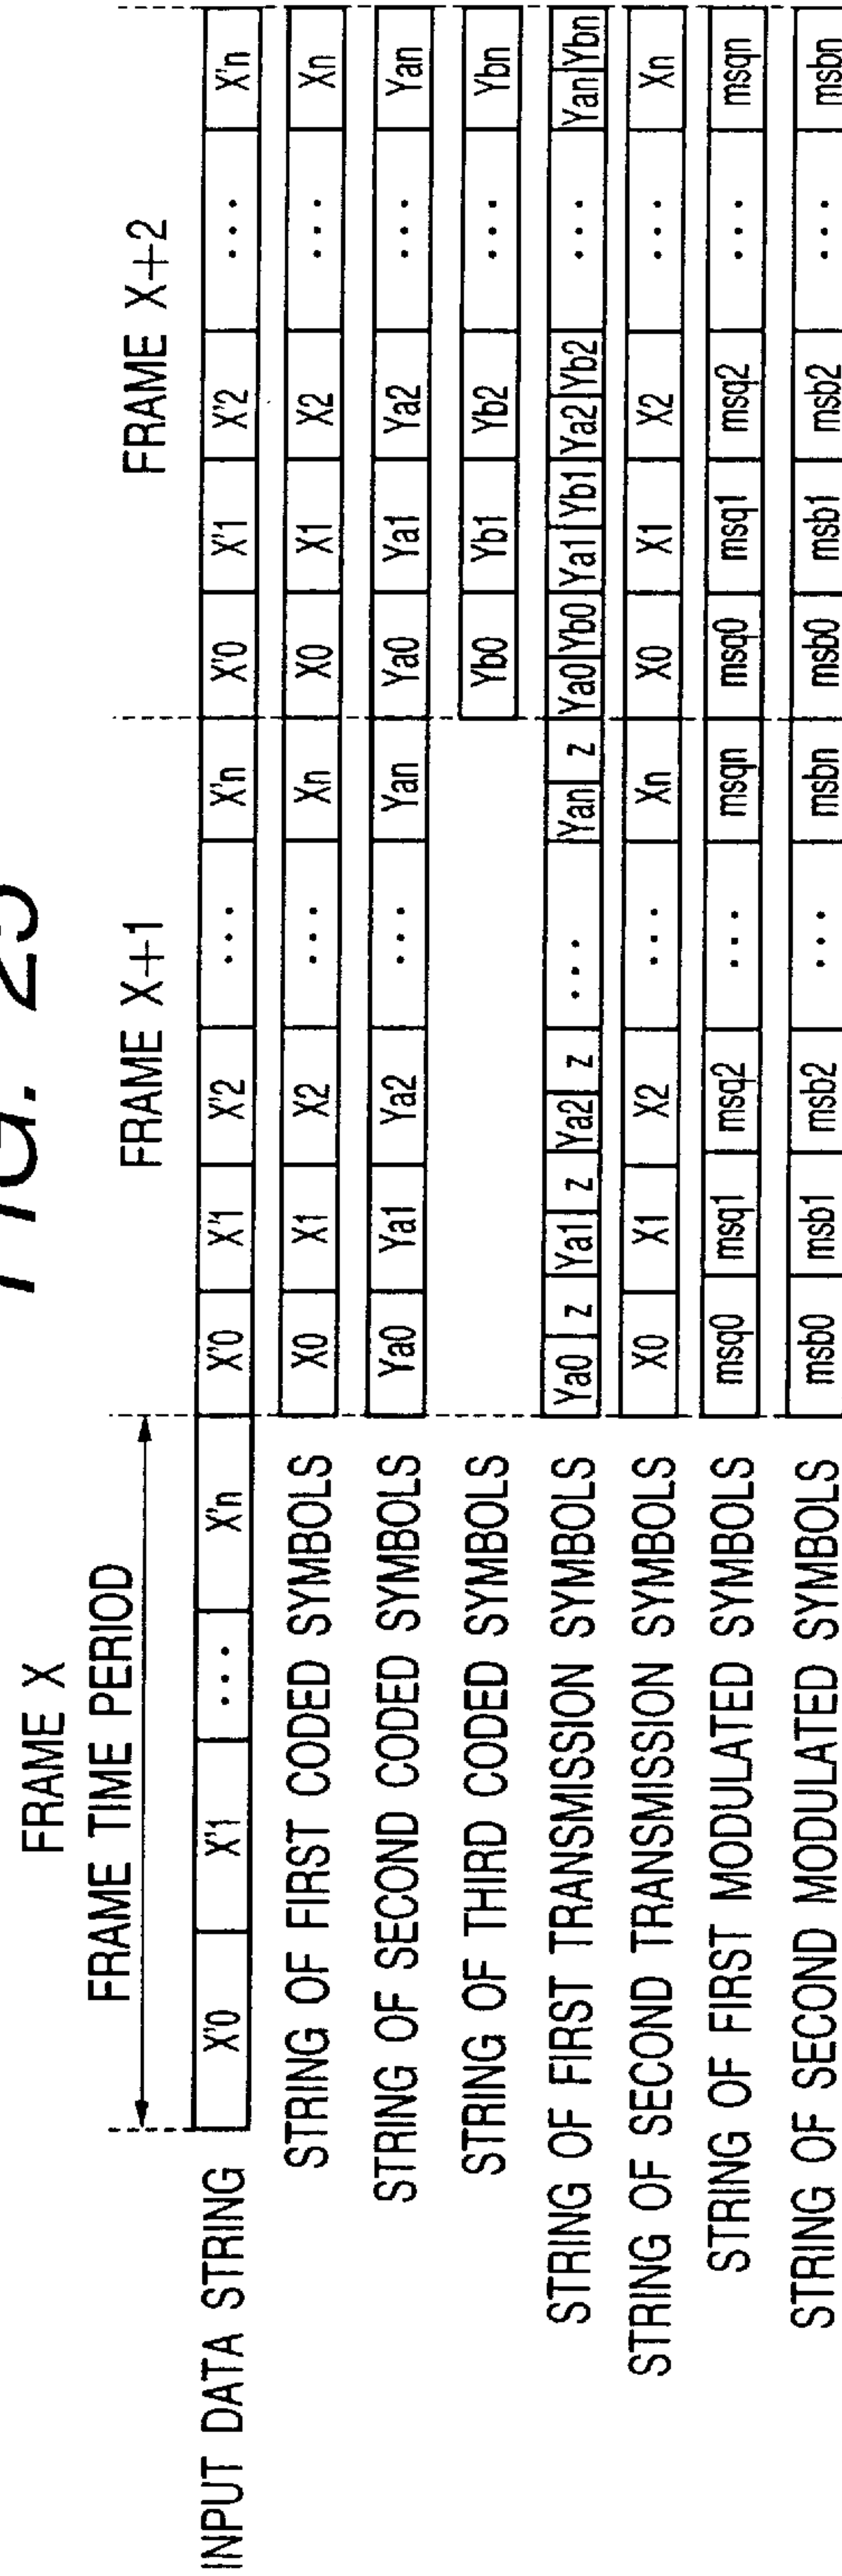 FIG. 25
FRAME X
FRAME TIME PERIOD
FRAME X+1
FRAME X+2
INPUT DATA STRING X'0 X'1 ... X'n X'0 X'1 X'2 ... X'n X'0 X'1 X'2 ... X'n
STRING OF FIRST CODED SYMBOLS X0 X1 X2 ... Xn X0 X1 X2 ... Xn
STRING OF SECOND CODED SYMBOLS Ya0 Ya1 Ya2 ... Yan Ya0 Ya1 Ya2 ... Yan
STRING OF THIRD CODED SYMBOLS Yb0 Yb1 Yb2 ... Ybn
STRING OF FIRST TRANSMISSION SYMBOLS Ya0 z Ya1 z Ya2 z ... Yan z Ya0 Yb0 Ya1 Yb1 Ya2 Yb2 ... Yan Ybn
STRING OF SECOND TRANSMISSION SYMBOLS X0 X1 X2 ... Xn X0 X1 X2 ... Xn
STRING OF FIRST MODULATED SYMBOLS msq0 msq1 msq2 ... msqn msq0 msq1 msq2 ... msqn
STRING OF SECOND MODULATED SYMBOLS msb0 msb1 msb2 ... msbn msb0 msb1 msb2 ... msbn